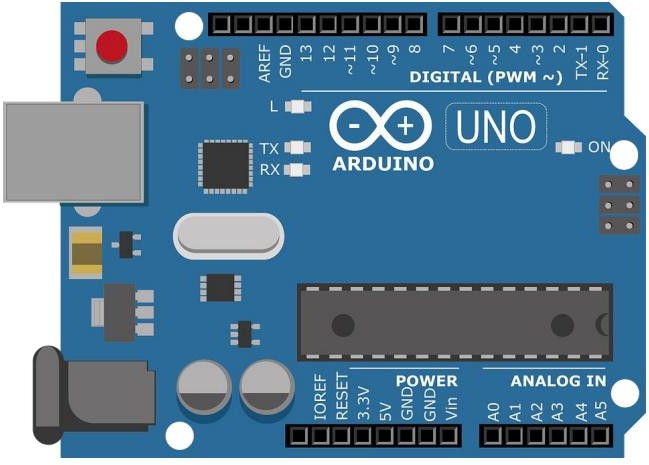 AREF
GND
13
12
~11
~10
~9
8
7
~6
~5
4
~3
2
TX-1
RX-0
DIGITAL (PWM ~)
L
TX
RX
- +
ARDUINO
UNO
ON
POWER
ANALOG IN
IOREF
RESET
3.3V
5V
GND
GND
Vin
A0
A1
A2
A3
A4
A5